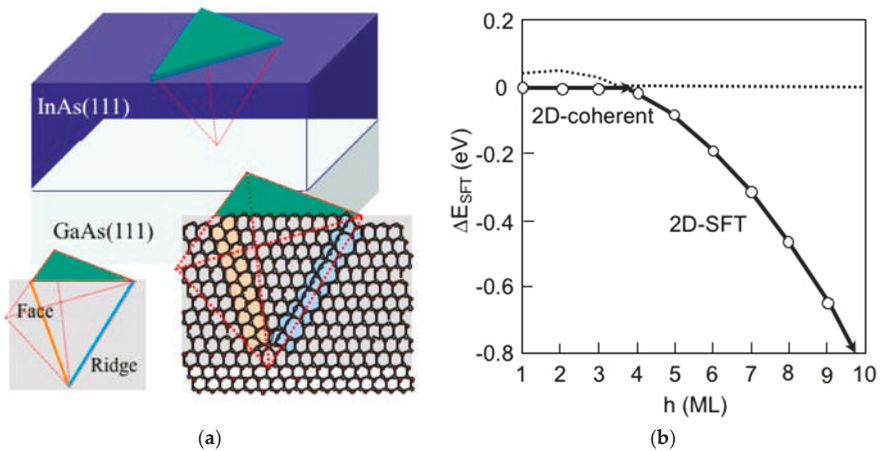 InAs(111)
GaAs(111)
Face
Ridge
(a)
ΔE_SFT (eV)
0.2
0
-0.2
-0.4
-0.6
-0.8
2D-coherent
2D-SFT
1 2 3 4 5 6 7 8 9 10
h (ML)
(b)